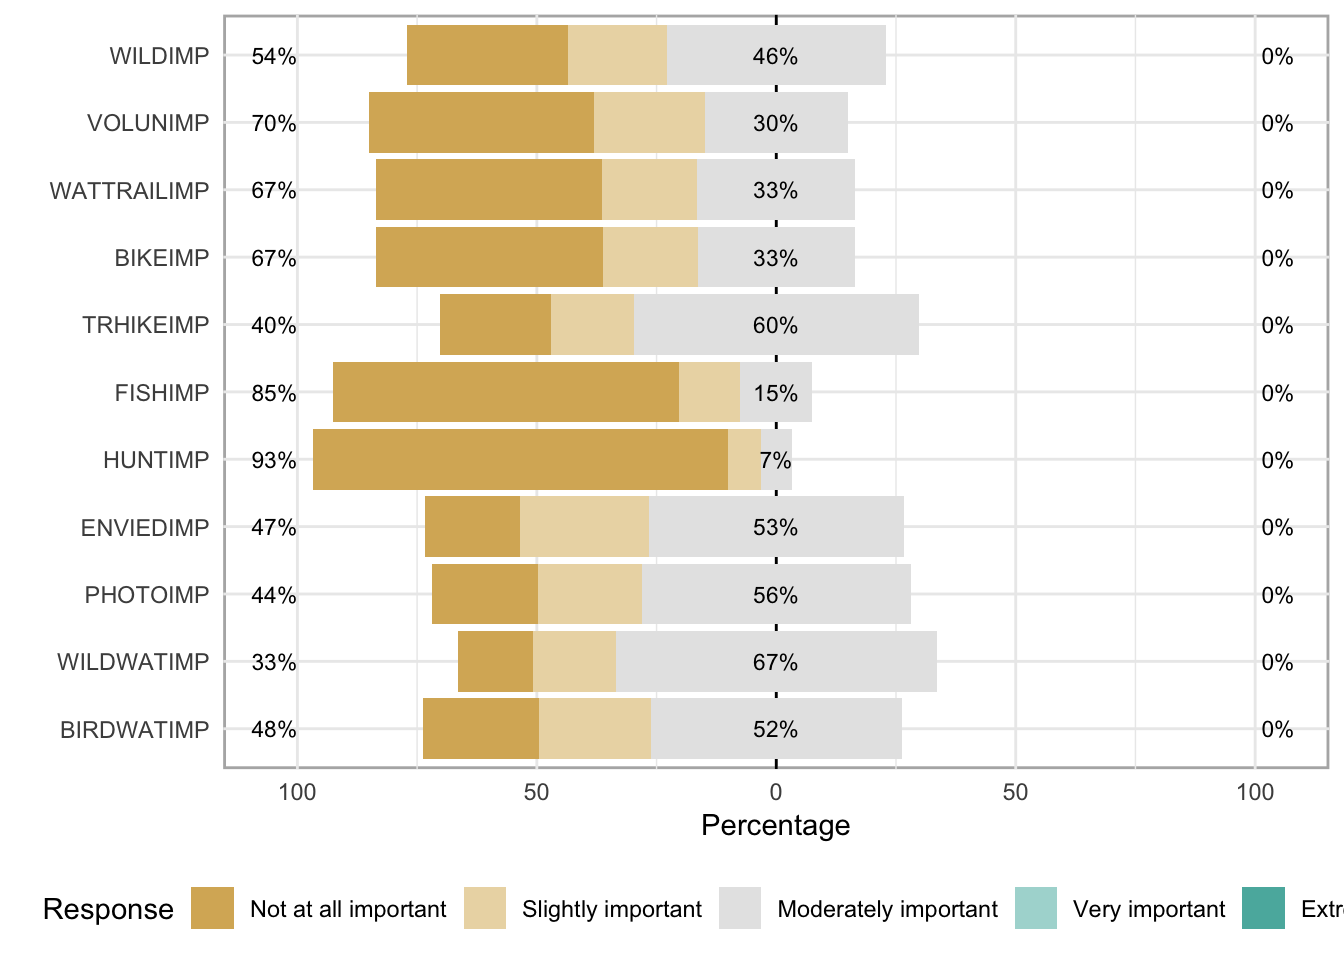 WILDIMP 54% 46% 0%
VOLUNIMP 70% 30% 0%
WATTRAILIMP 67% 33% 0%
BIKEIMP 67% 33% 0%
TRHIKEIMP 40% 60% 0%
FISHIMP 85% 15% 0%
HUNTIMP 93% 7% 0%
ENVIEDIMP 47% 53% 0%
PHOTOIMP 44% 56% 0%
WILDWATIMP 33% 67% 0%
BIRDWATIMP 48% 52% 0%
100 50 0 50 100
Percentage
Response Not at all important Slightly important Moderately important Very important